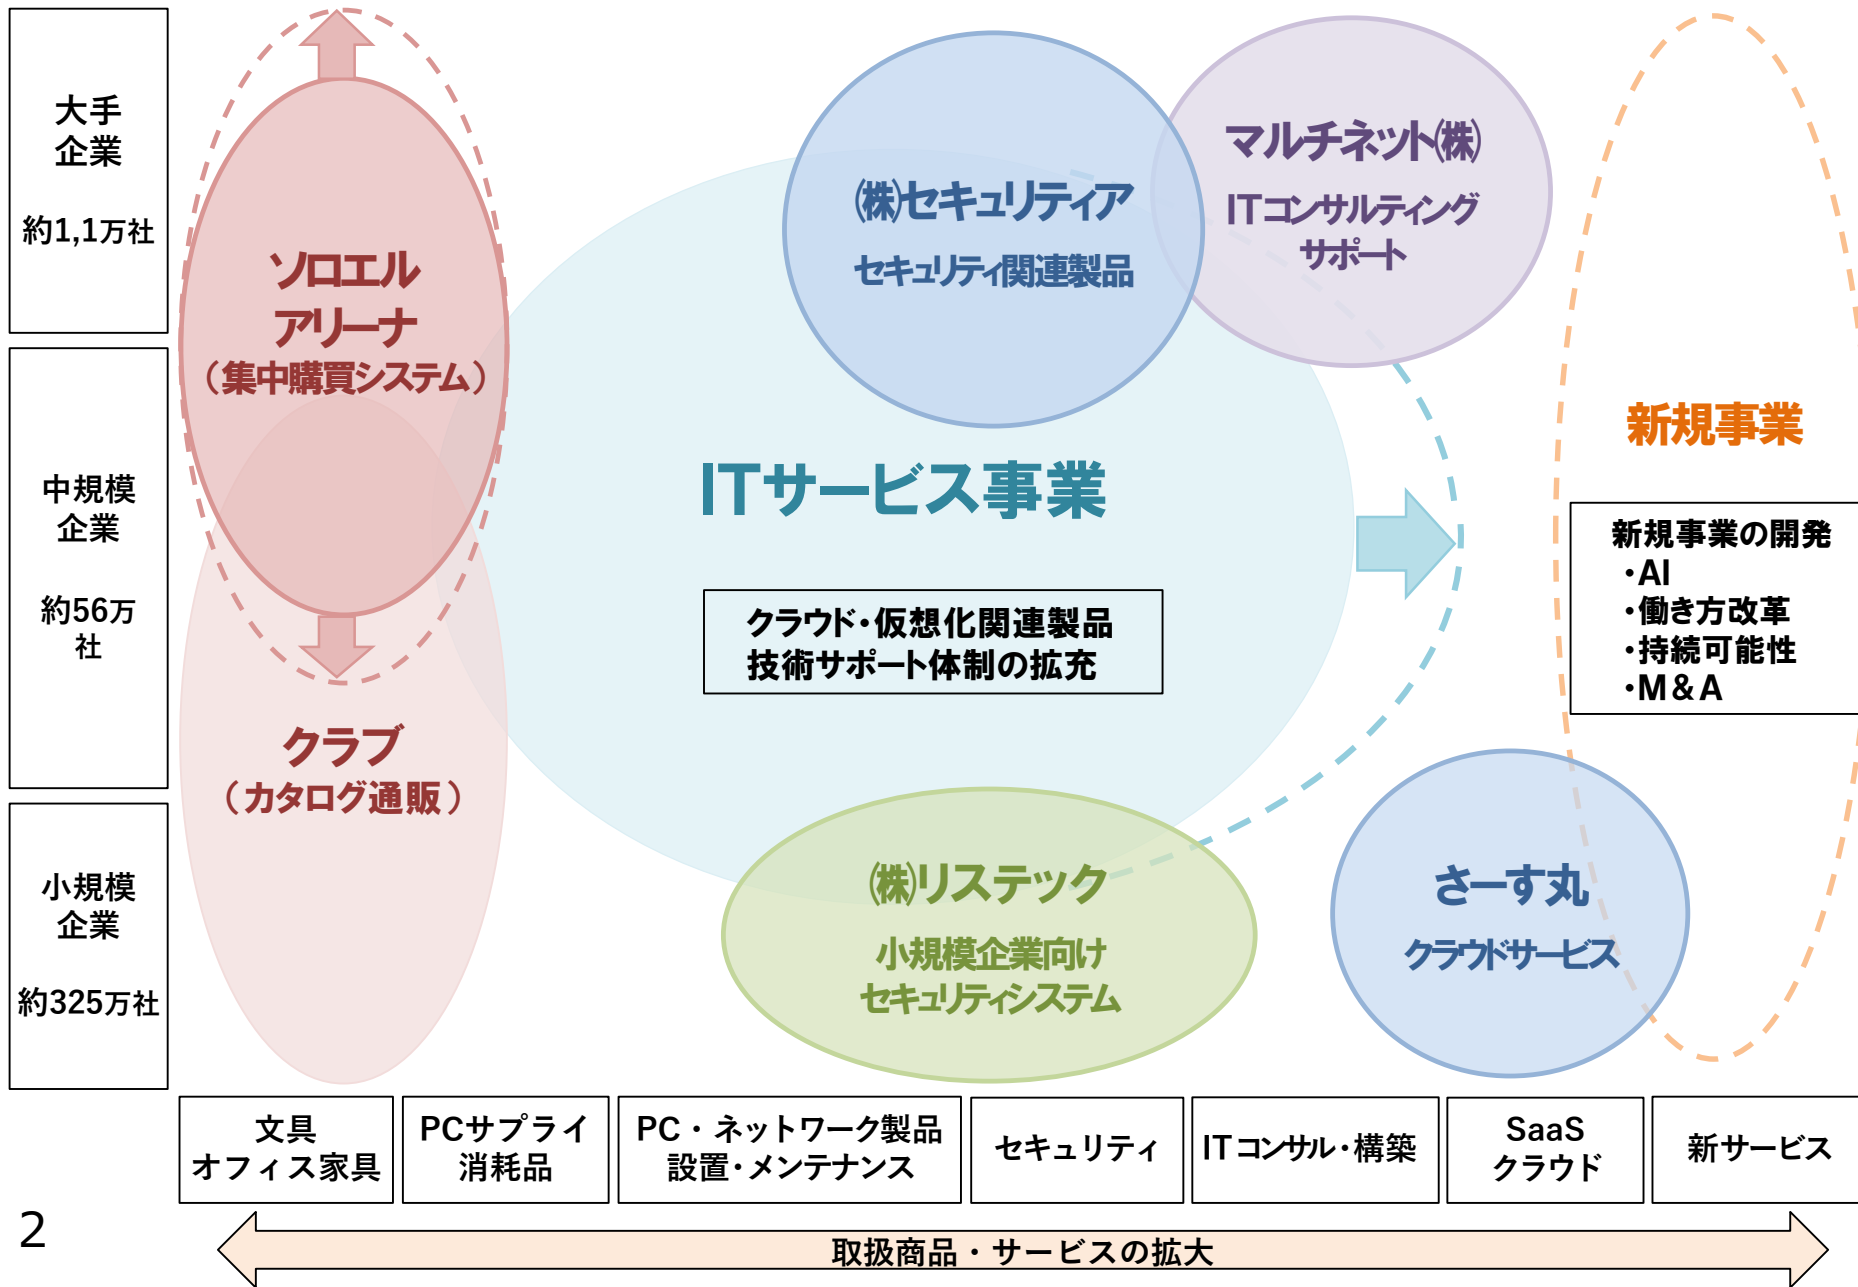 大手
企業
約1,1万社
中規模
企業
約56万
社
小規模
企業
約325万社
ソロエル
アリーナ
（集中購買システム）
クラブ
（カタログ通販）
ITサービス事業
クラウド・仮想化関連製品
技術サポート体制の拡充
㈱セキュリティア
セキュリティ関連製品
マルチネット㈱
ITコンサルティング
サポート
㈱リステック
小規模企業向け
セキュリティシステム
さーす丸
クラウドサービス
新規事業
新規事業の開発
・AI
・働き方改革
・持続可能性
・M＆A
文具
オフィス家具
PCサプライ
消耗品
PC・ネットワーク製品
設置・メンテナンス
セキュリティ
ITコンサル・構築
SaaS
クラウド
新サービス
取扱商品・サービスの拡大
2